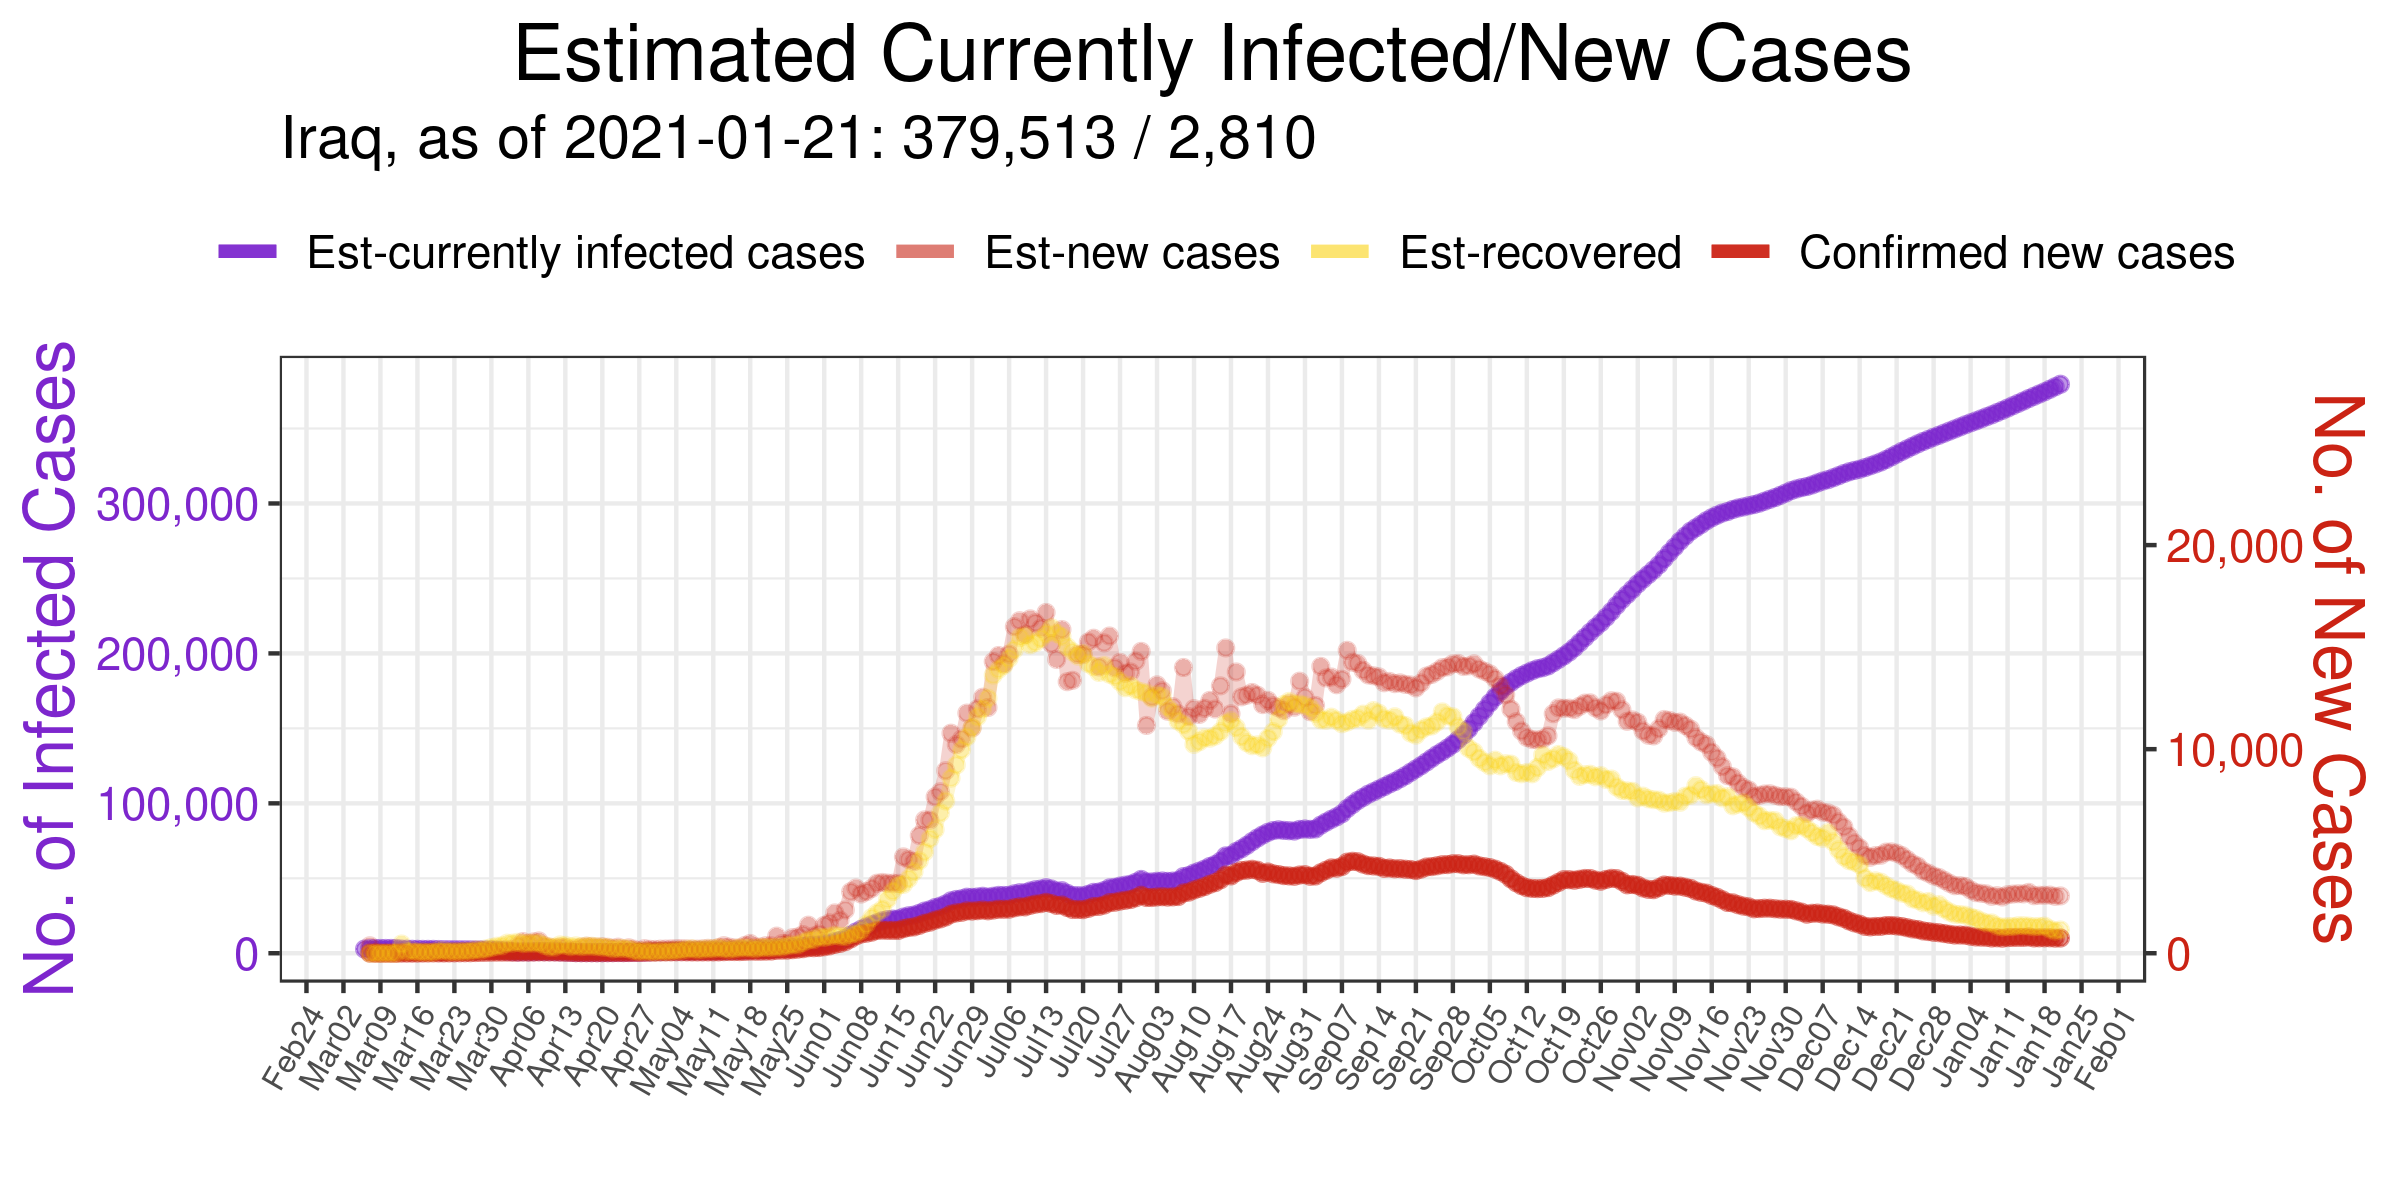 Estimated Currently Infected/New Cases
Iraq, as of 2021-01-21: 379,513 / 2,810
Est-currently infected cases
Est-new cases
Est-recovered
Confirmed new cases
No. of Infected Cases
300,000
200,000
100,000
0
20,000
10,000
0
No. of New Cases
Feb24
Mar02
Mar09
Mar16
Mar23
Mar30
Apr06
Apr13
Apr20
Apr27
May04
May11
May18
May25
Jun01
Jun08
Jun15
Jun22
Jun29
Jul06
Jul13
Jul20
Jul27
Aug03
Aug10
Aug17
Aug24
Aug31
Sep07
Sep14
Sep21
Sep28
Oct05
Oct12
Oct19
Oct26
Nov02
Nov09
Nov16
Nov23
Nov30
Dec07
Dec14
Dec21
Dec28
Jan04
Jan11
Jan18
Jan25
Feb01